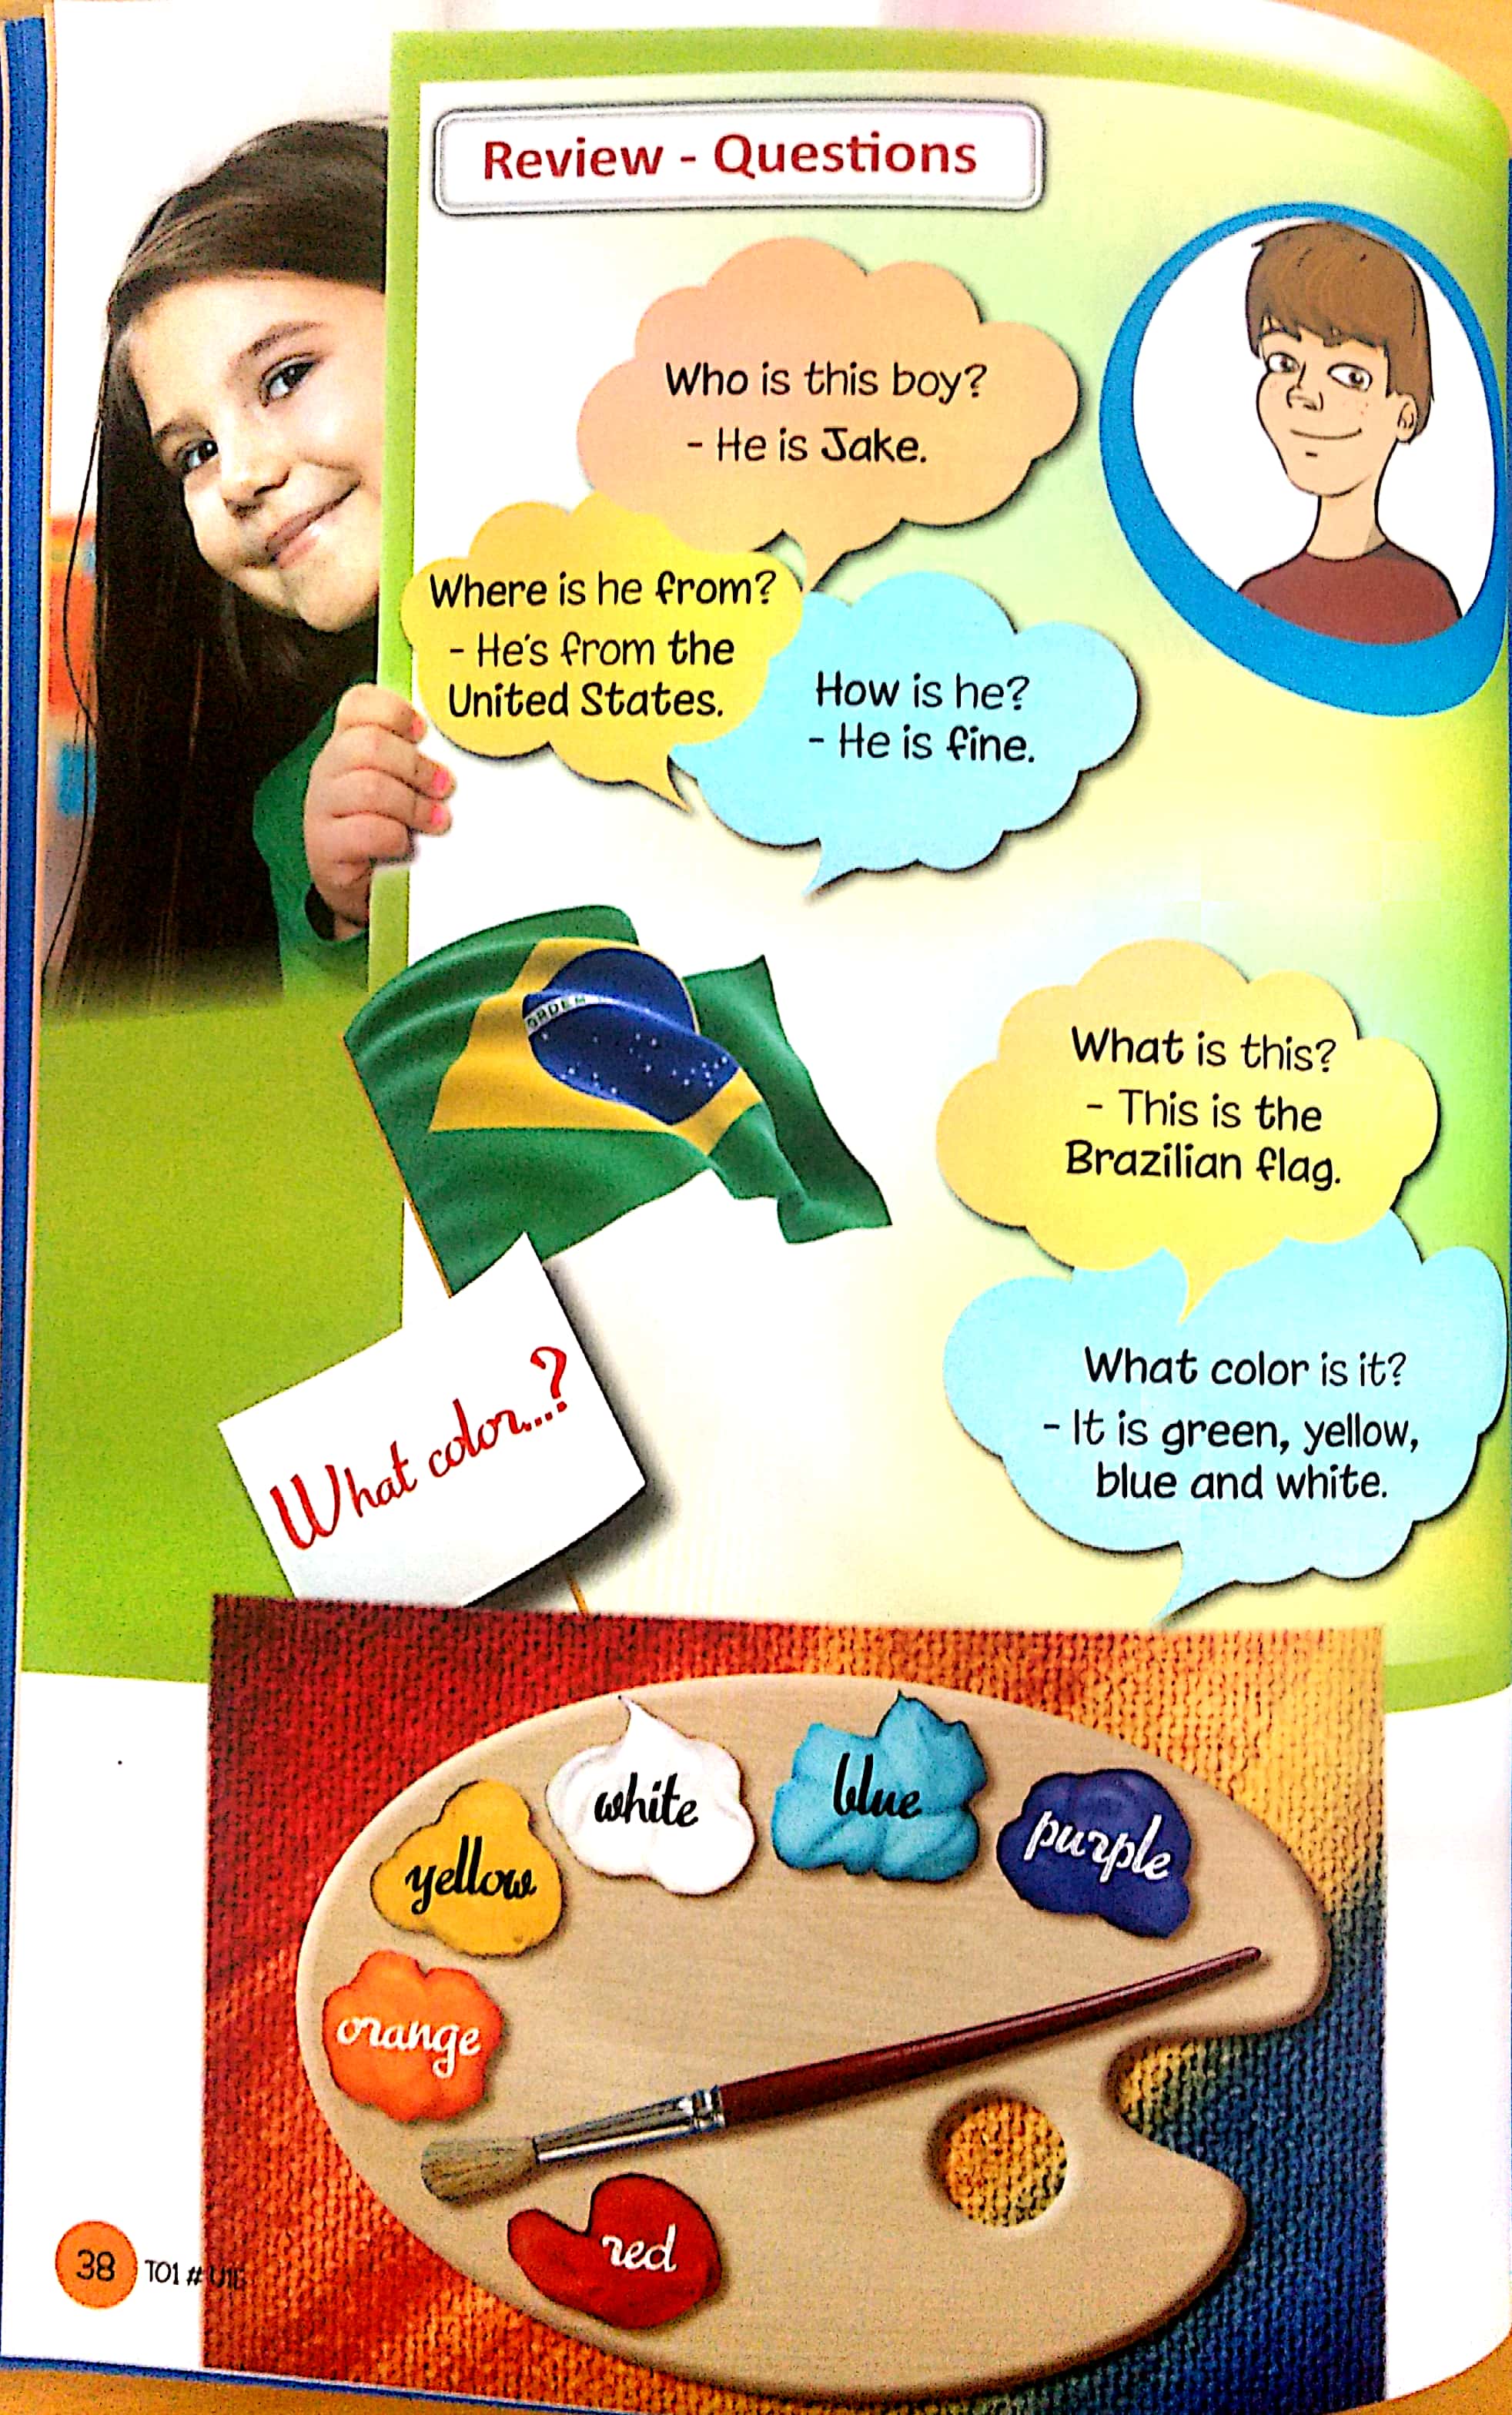 Review - Questions
Who is this boy?
- He is Jake.
Where is he from?
- He's from the
United States.
How is he?
- He is fine.
ORDEM
What is this?
- This is the
Brazilian flag.
What color is it?
- It is green, yellow,
blue and white.
What color...?
white
blue
purple
yellow
orange
red
38
TO1 #